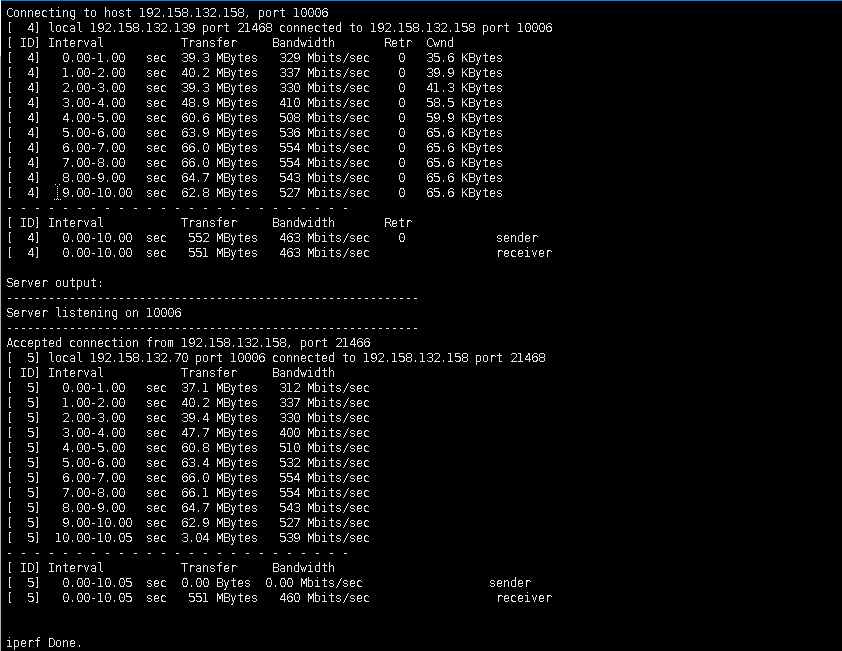 Connecting to host 192.158.132.158, port 10006
[  4] local 192.158.132.139 port 21468 connected to 192.158.132.158 port 10006
[ ID] Interval           Transfer     Bandwidth       Retr  Cwnd
[  4]   0.00-1.00   sec  39.3 MBytes   329 Mbits/sec    0   35.6 KBytes
[  4]   1.00-2.00   sec  40.2 MBytes   337 Mbits/sec    0   39.9 KBytes
[  4]   2.00-3.00   sec  39.3 MBytes   330 Mbits/sec    0   41.3 KBytes
[  4]   3.00-4.00   sec  48.9 MBytes   410 Mbits/sec    0   58.5 KBytes
[  4]   4.00-5.00   sec  60.6 MBytes   508 Mbits/sec    0   59.9 KBytes
[  4]   5.00-6.00   sec  63.9 MBytes   536 Mbits/sec    0   65.6 KBytes
[  4]   6.00-7.00   sec  66.0 MBytes   554 Mbits/sec    0   65.6 KBytes
[  4]   7.00-8.00   sec  66.0 MBytes   554 Mbits/sec    0   65.6 KBytes
[  4]   8.00-9.00   sec  64.7 MBytes   543 Mbits/sec    0   65.6 KBytes
[  4]   9.00-10.00  sec  62.8 MBytes   527 Mbits/sec    0   65.6 KBytes
- - - - - - - - - - - - - - - - - - - - - - - - -
[ ID] Interval           Transfer     Bandwidth       Retr
[  4]   0.00-10.00  sec   552 MBytes   463 Mbits/sec    0             sender
[  4]   0.00-10.00  sec   551 MBytes   463 Mbits/sec                  receiver

Server output:
-----------------------------------------------------------
Server listening on 10006
-----------------------------------------------------------
Accepted connection from 192.158.132.158, port 21466
[  5] local 192.158.132.70 port 10006 connected to 192.158.132.158 port 21468
[ ID] Interval           Transfer     Bandwidth
[  5]   0.00-1.00   sec  37.1 MBytes   312 Mbits/sec
[  5]   1.00-2.00   sec  40.2 MBytes   337 Mbits/sec
[  5]   2.00-3.00   sec  39.4 MBytes   330 Mbits/sec
[  5]   3.00-4.00   sec  47.7 MBytes   400 Mbits/sec
[  5]   4.00-5.00   sec  60.8 MBytes   510 Mbits/sec
[  5]   5.00-6.00   sec  63.4 MBytes   532 Mbits/sec
[  5]   6.00-7.00   sec  66.0 MBytes   554 Mbits/sec
[  5]   7.00-8.00   sec  66.1 MBytes   554 Mbits/sec
[  5]   8.00-9.00   sec  64.7 MBytes   543 Mbits/sec
[  5]   9.00-10.00  sec  62.9 MBytes   527 Mbits/sec
[  5]  10.00-10.05  sec  3.04 MBytes   539 Mbits/sec
- - - - - - - - - - - - - - - - - - - - - - - - -
[ ID] Interval           Transfer     Bandwidth
[  5]   0.00-10.05  sec  0.00 Bytes  0.00 Mbits/sec                  sender
[  5]   0.00-10.05  sec   551 MBytes   460 Mbits/sec                  receiver


iperf Done.